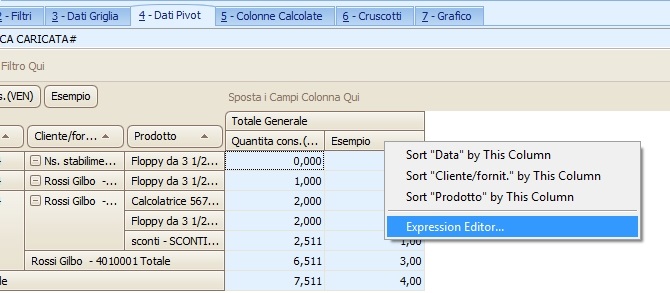 2 - Filtri 3 - Dati Griglia 4 - Dati Pivot 5 - Colonne Calcolate 6 - Cruscotti 7 - Grafico
CA CARICATA#
Filtro Qui
s.(VEN) Esempio Sposta i Campi Colonna Qui
Totale Generale
Cliente/for... Prodotto Quantita cons.(... Esempio
Ns. stabilime... Floppy da 3 1/2... 0,000
Rossi Gilbo -... Floppy da 3 1/2... 1,000
Rossi Gilbo -... Calcolatrice 567... 2,000
Floppy da 3 1/2... 2,000
sconti - SCONTI... 2,511 1,00
Rossi Gilbo - 4010001 Totale 6,511 3,00
le 7,511 4,00
Sort "Data" by This Column
Sort "Cliente/fornit." by This Column
Sort "Prodotto" by This Column
Expression Editor...